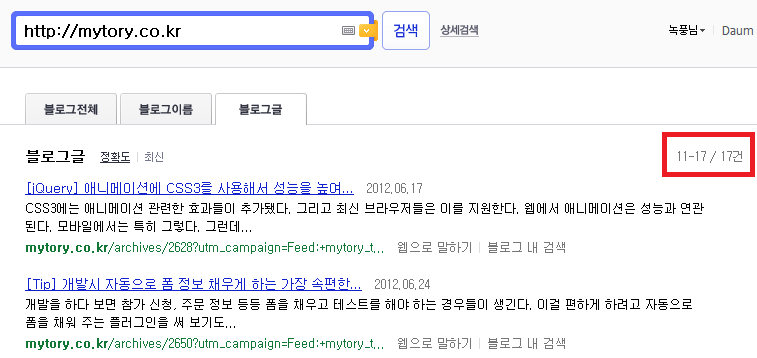 http://mytory.co.kr
검색
상세검색
녹풍님
Daum
블로그전체
블로그이름
블로그글
블로그글 정확도 | 최신
11-17 / 17건
[jQuery] 애니메이션에 CSS3를 사용해서 성능을 높여... 2012.06.17
CSS3에는 애니메이션 관련한 효과들이 추가됐다. 그리고 최신 브라우저들은 이를 지원한다. 웹에서 애니메이션은 성능과 연관
된다. 모바일에서는 특히 그렇다. 그런데...
mytory.co.kr/archives/2628?utm_campaign=Feed:+mytory_t... 웹으로 말하기 | 블로그 내 검색
[Tip] 개발시 자동으로 폼 정보 채우게 하는 가장 속편한... 2012.06.24
개발을 하다 보면 참가 신청, 주문 정보 등등 폼을 채우고 테스트를 해야 하는 경우들이 생긴다. 이걸 편하게 하려고 자동으로
폼을 채워 주는 플러그인을 써 보기도...
mytory.co.kr/archives/2650?utm_campaign=Feed:+mytory_t... 웹으로 말하기 | 블로그 내 검색